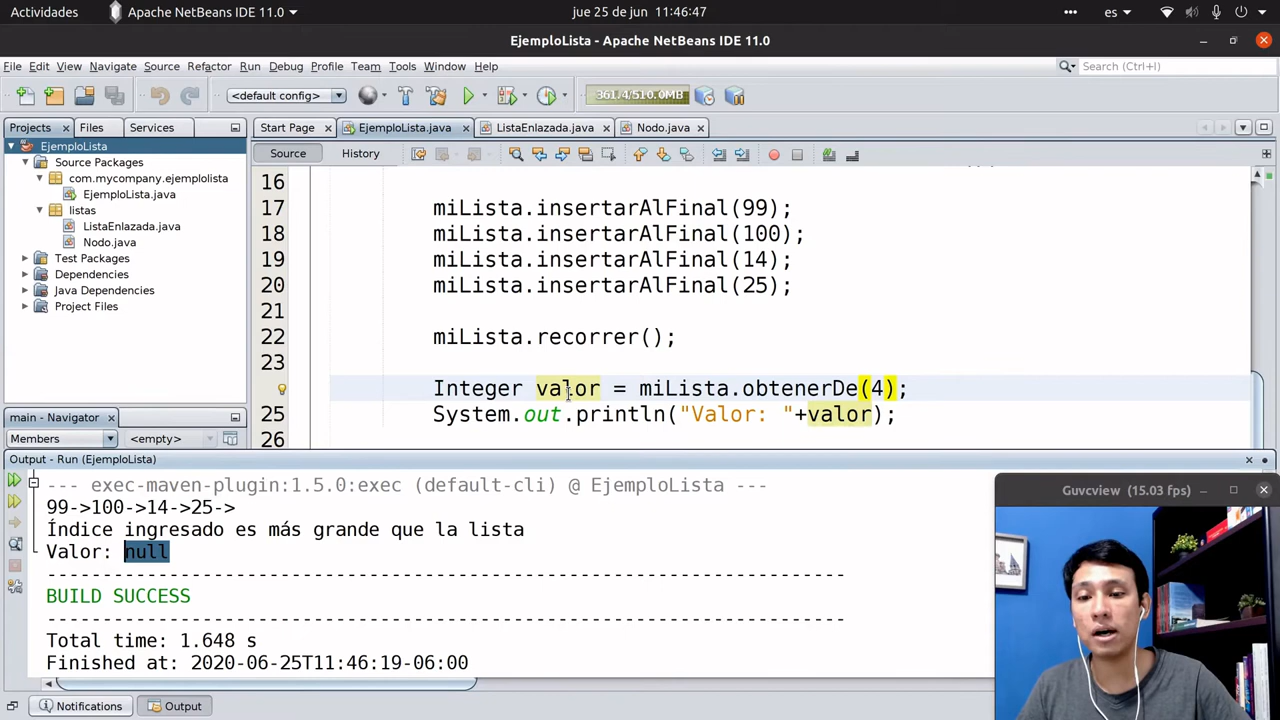 Actividades
Apache NetBeans IDE 11.0
jue 25 de jun 11:46:47
es
EjemploLista - Apache NetBeans IDE 11.0
File Edit View Navigate Source Refactor Run Debug Profile Team Tools Window Help
Search (Ctrl+I)
<default config>
361.4/510.0MB
Projects
Files
Services
Start Page
EjemploLista.java
ListaEnlazada.java
Nodo.java
EjemploLista
Source Packages
com.mycompany.ejemplolista
EjemploLista.java
listas
ListaEnlazada.java
Nodo.java
Test Packages
Dependencies
Java Dependencies
Project Files
Source
History
16
17 miLista.insertarAlFinal(99);
18 miLista.insertarAlFinal(100);
19 miLista.insertarAlFinal(14);
20 miLista.insertarAlFinal(25);
21
22 miLista.recorrer();
23
Integer valor = miLista.obtenerDe(4);
25 System.out.println("Valor: "+valor);
26
main - Navigator
Members
<empty>
Output - Run (EjemploLista)
--- exec-maven-plugin:1.5.0:exec (default-cli) @ EjemploLista ---
99->100->14->25->
Índice ingresado es más grande que la lista
Valor: null
------------------------------------------------------------------------
BUILD SUCCESS
------------------------------------------------------------------------
Total time: 1.648 s
Finished at: 2020-06-25T11:46:19-06:00
Guvcview (15.03 fps)
Notifications
Output